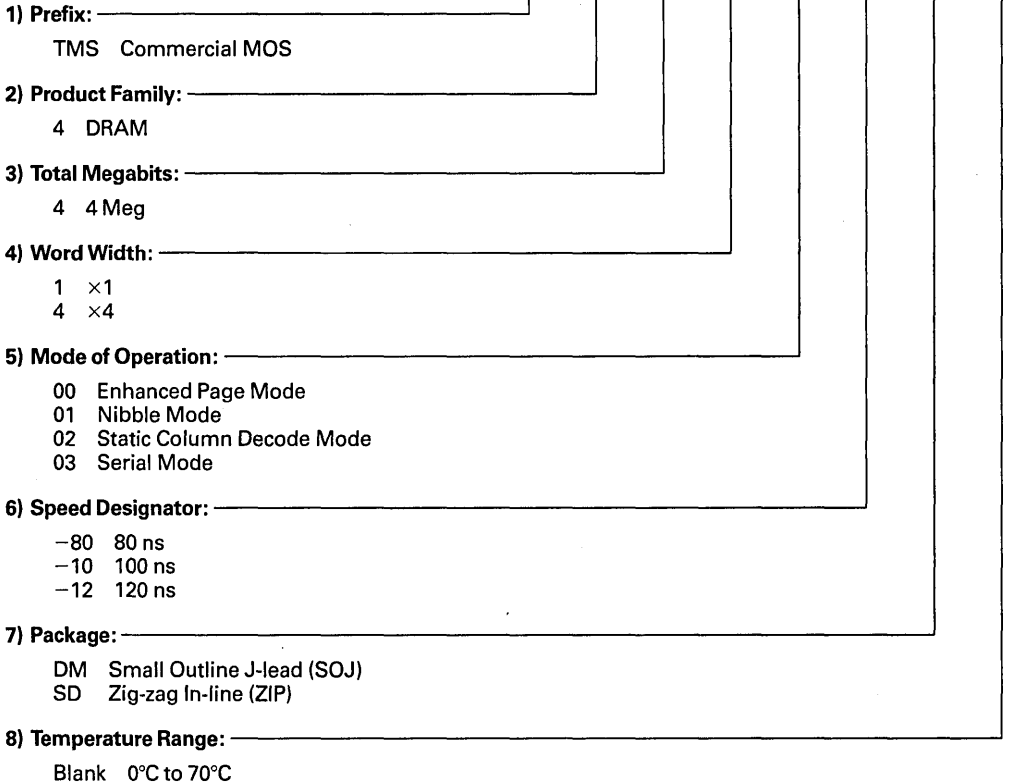 1) Prefix:
TMS Commercial MOS
2) Product Family:
4 DRAM
3) Total Megabits:
4 4 Meg
4) Word Width:
1 ×1
4 ×4
5) Mode of Operation:
00 Enhanced Page Mode
01 Nibble Mode
02 Static Column Decode Mode
03 Serial Mode
6) Speed Designator:
−80 80 ns
−10 100 ns
−12 120 ns
7) Package:
DM Small Outline J-lead (SOJ)
SD Zig-zag In-line (ZIP)
8) Temperature Range:
Blank 0°C to 70°C